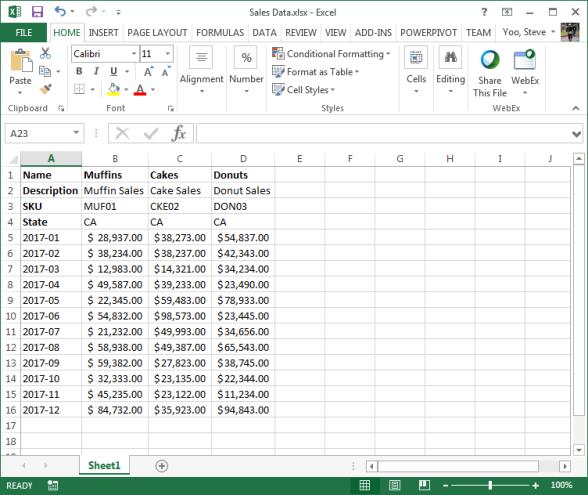 Sales Data.xlsx - Excel
FILE HOME INSERT PAGE LAYOUT FORMULAS DATA REVIEW VIEW ADD-INS POWERPIVOT TEAM Yoo, Steve
Paste
Calibri 11
B I U A A
A
Alignment
%
Number
Conditional Formatting
Format as Table
Cell Styles
Cells
Editing
Share This File
WebEx
Clipboard Font Styles WebEx
A23 fx
A B C D E F G H I J
1 Name Muffins Cakes Donuts
2 Description Muffin Sales Cake Sales Donut Sales
3 SKU MUF01 CKE02 DON03
4 State CA CA CA
5 2017-01 $ 28,937.00 $38,273.00 $54,837.00
6 2017-02 $ 38,234.00 $38,237.00 $42,343.00
7 2017-03 $ 12,983.00 $14,321.00 $34,234.00
8 2017-04 $ 49,587.00 $39,233.00 $23,490.00
9 2017-05 $ 22,345.00 $59,483.00 $78,933.00
10 2017-06 $ 54,832.00 $98,573.00 $23,445.00
11 2017-07 $ 21,232.00 $49,993.00 $34,656.00
12 2017-08 $ 58,938.00 $49,387.00 $65,543.00
13 2017-09 $ 59,382.00 $27,823.00 $38,745.00
14 2017-10 $ 32,333.00 $23,135.00 $22,344.00
15 2017-11 $ 45,235.00 $23,122.00 $11,234.00
16 2017-12 $ 84,732.00 $35,923.00 $94,843.00
17
18
Sheet1
READY 100%